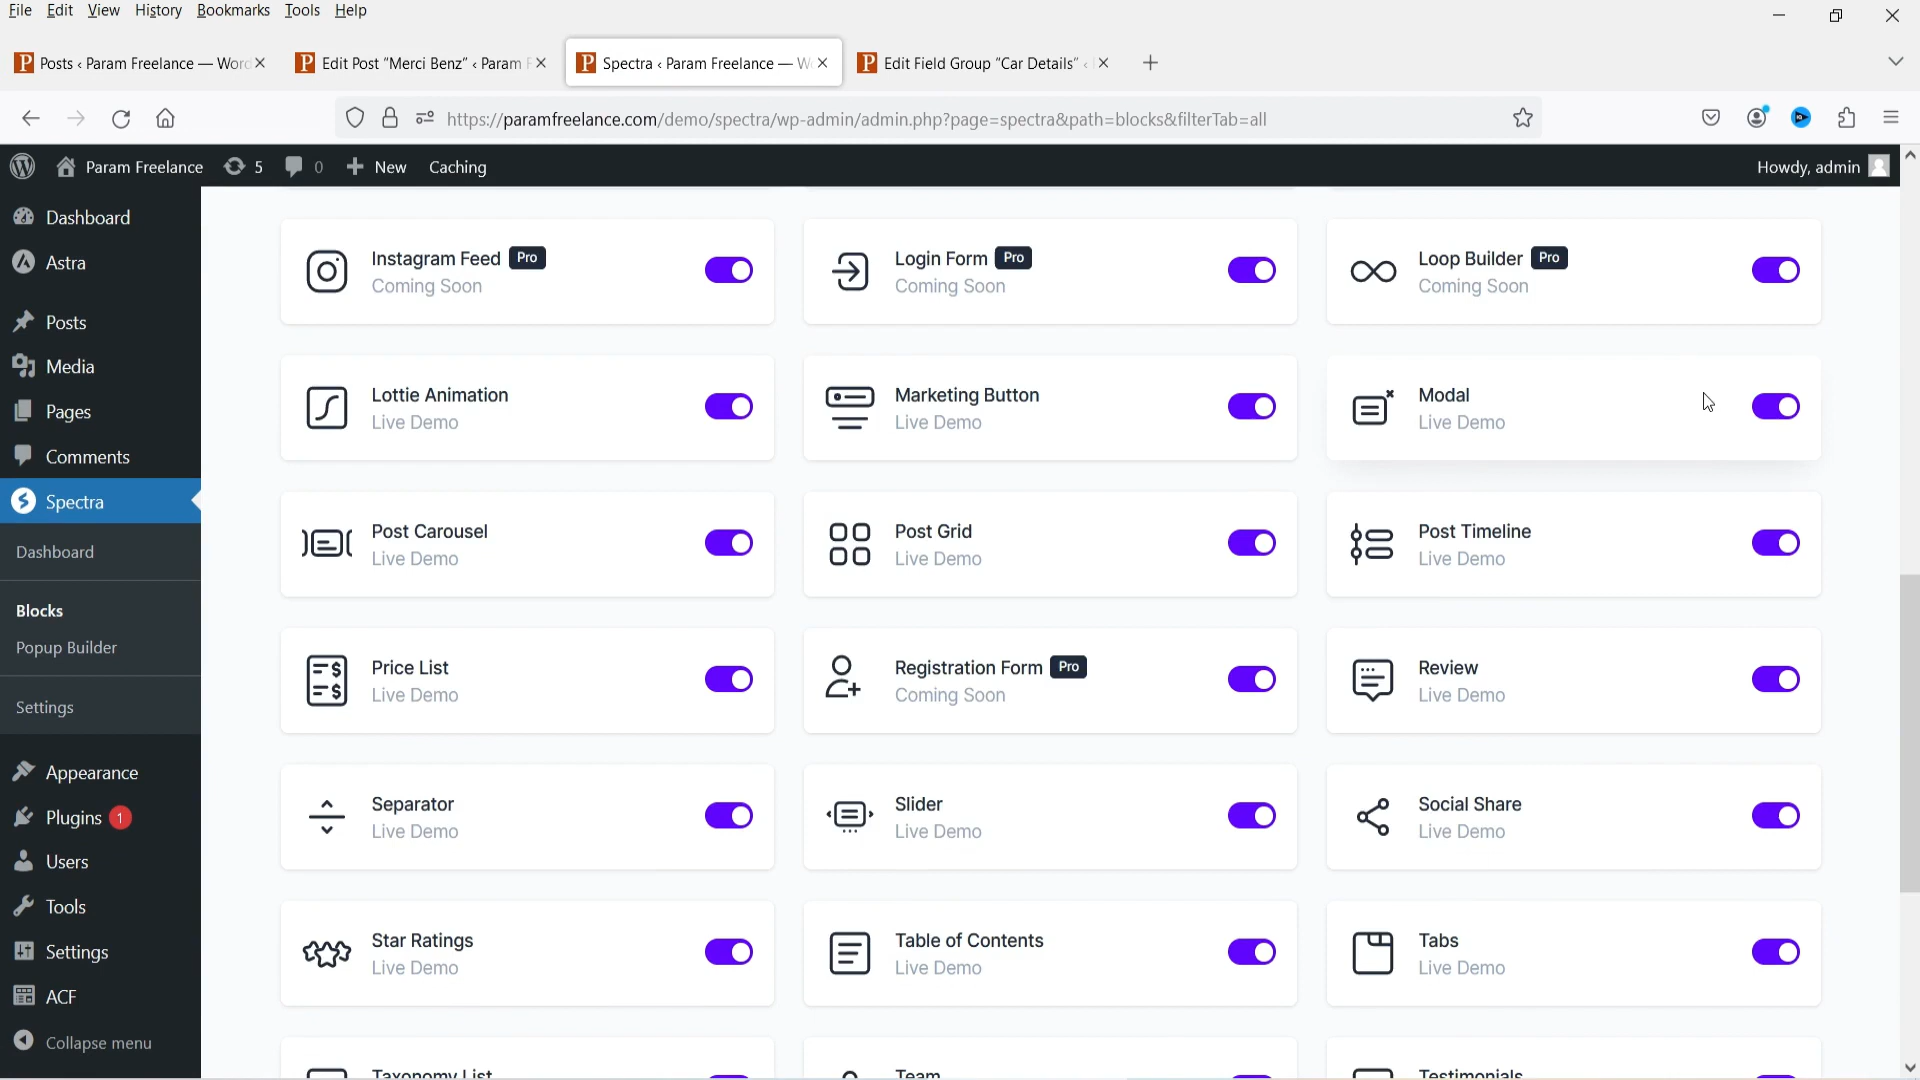 File Edit View History Bookmarks Tools Help
Posts ‹ Param Freelance — Word
Edit Post "Merci Benz" ‹ Param F
Spectra ‹ Param Freelance — W
Edit Field Group "Car Details" ‹
https://paramfreelance.com/demo/spectra/wp-admin/admin.php?page=spectra&path=blocks&filterTab=all
Param Freelance 5 0 New Caching Howdy, admin
Dashboard
Astra
Posts
Media
Pages
Comments
Spectra
Dashboard
Blocks
Popup Builder
Settings
Appearance
Plugins 1
Users
Tools
Settings
ACF
Collapse menu
Instagram Feed Pro
Coming Soon
Login Form Pro
Coming Soon
Loop Builder Pro
Coming Soon
Lottie Animation
Live Demo
Marketing Button
Live Demo
Modal
Live Demo
Post Carousel
Live Demo
Post Grid
Live Demo
Post Timeline
Live Demo
Price List
Live Demo
Registration Form Pro
Coming Soon
Review
Live Demo
Separator
Live Demo
Slider
Live Demo
Social Share
Live Demo
Star Ratings
Live Demo
Table of Contents
Live Demo
Tabs
Live Demo
Taxonomy List
Team
Testimonials